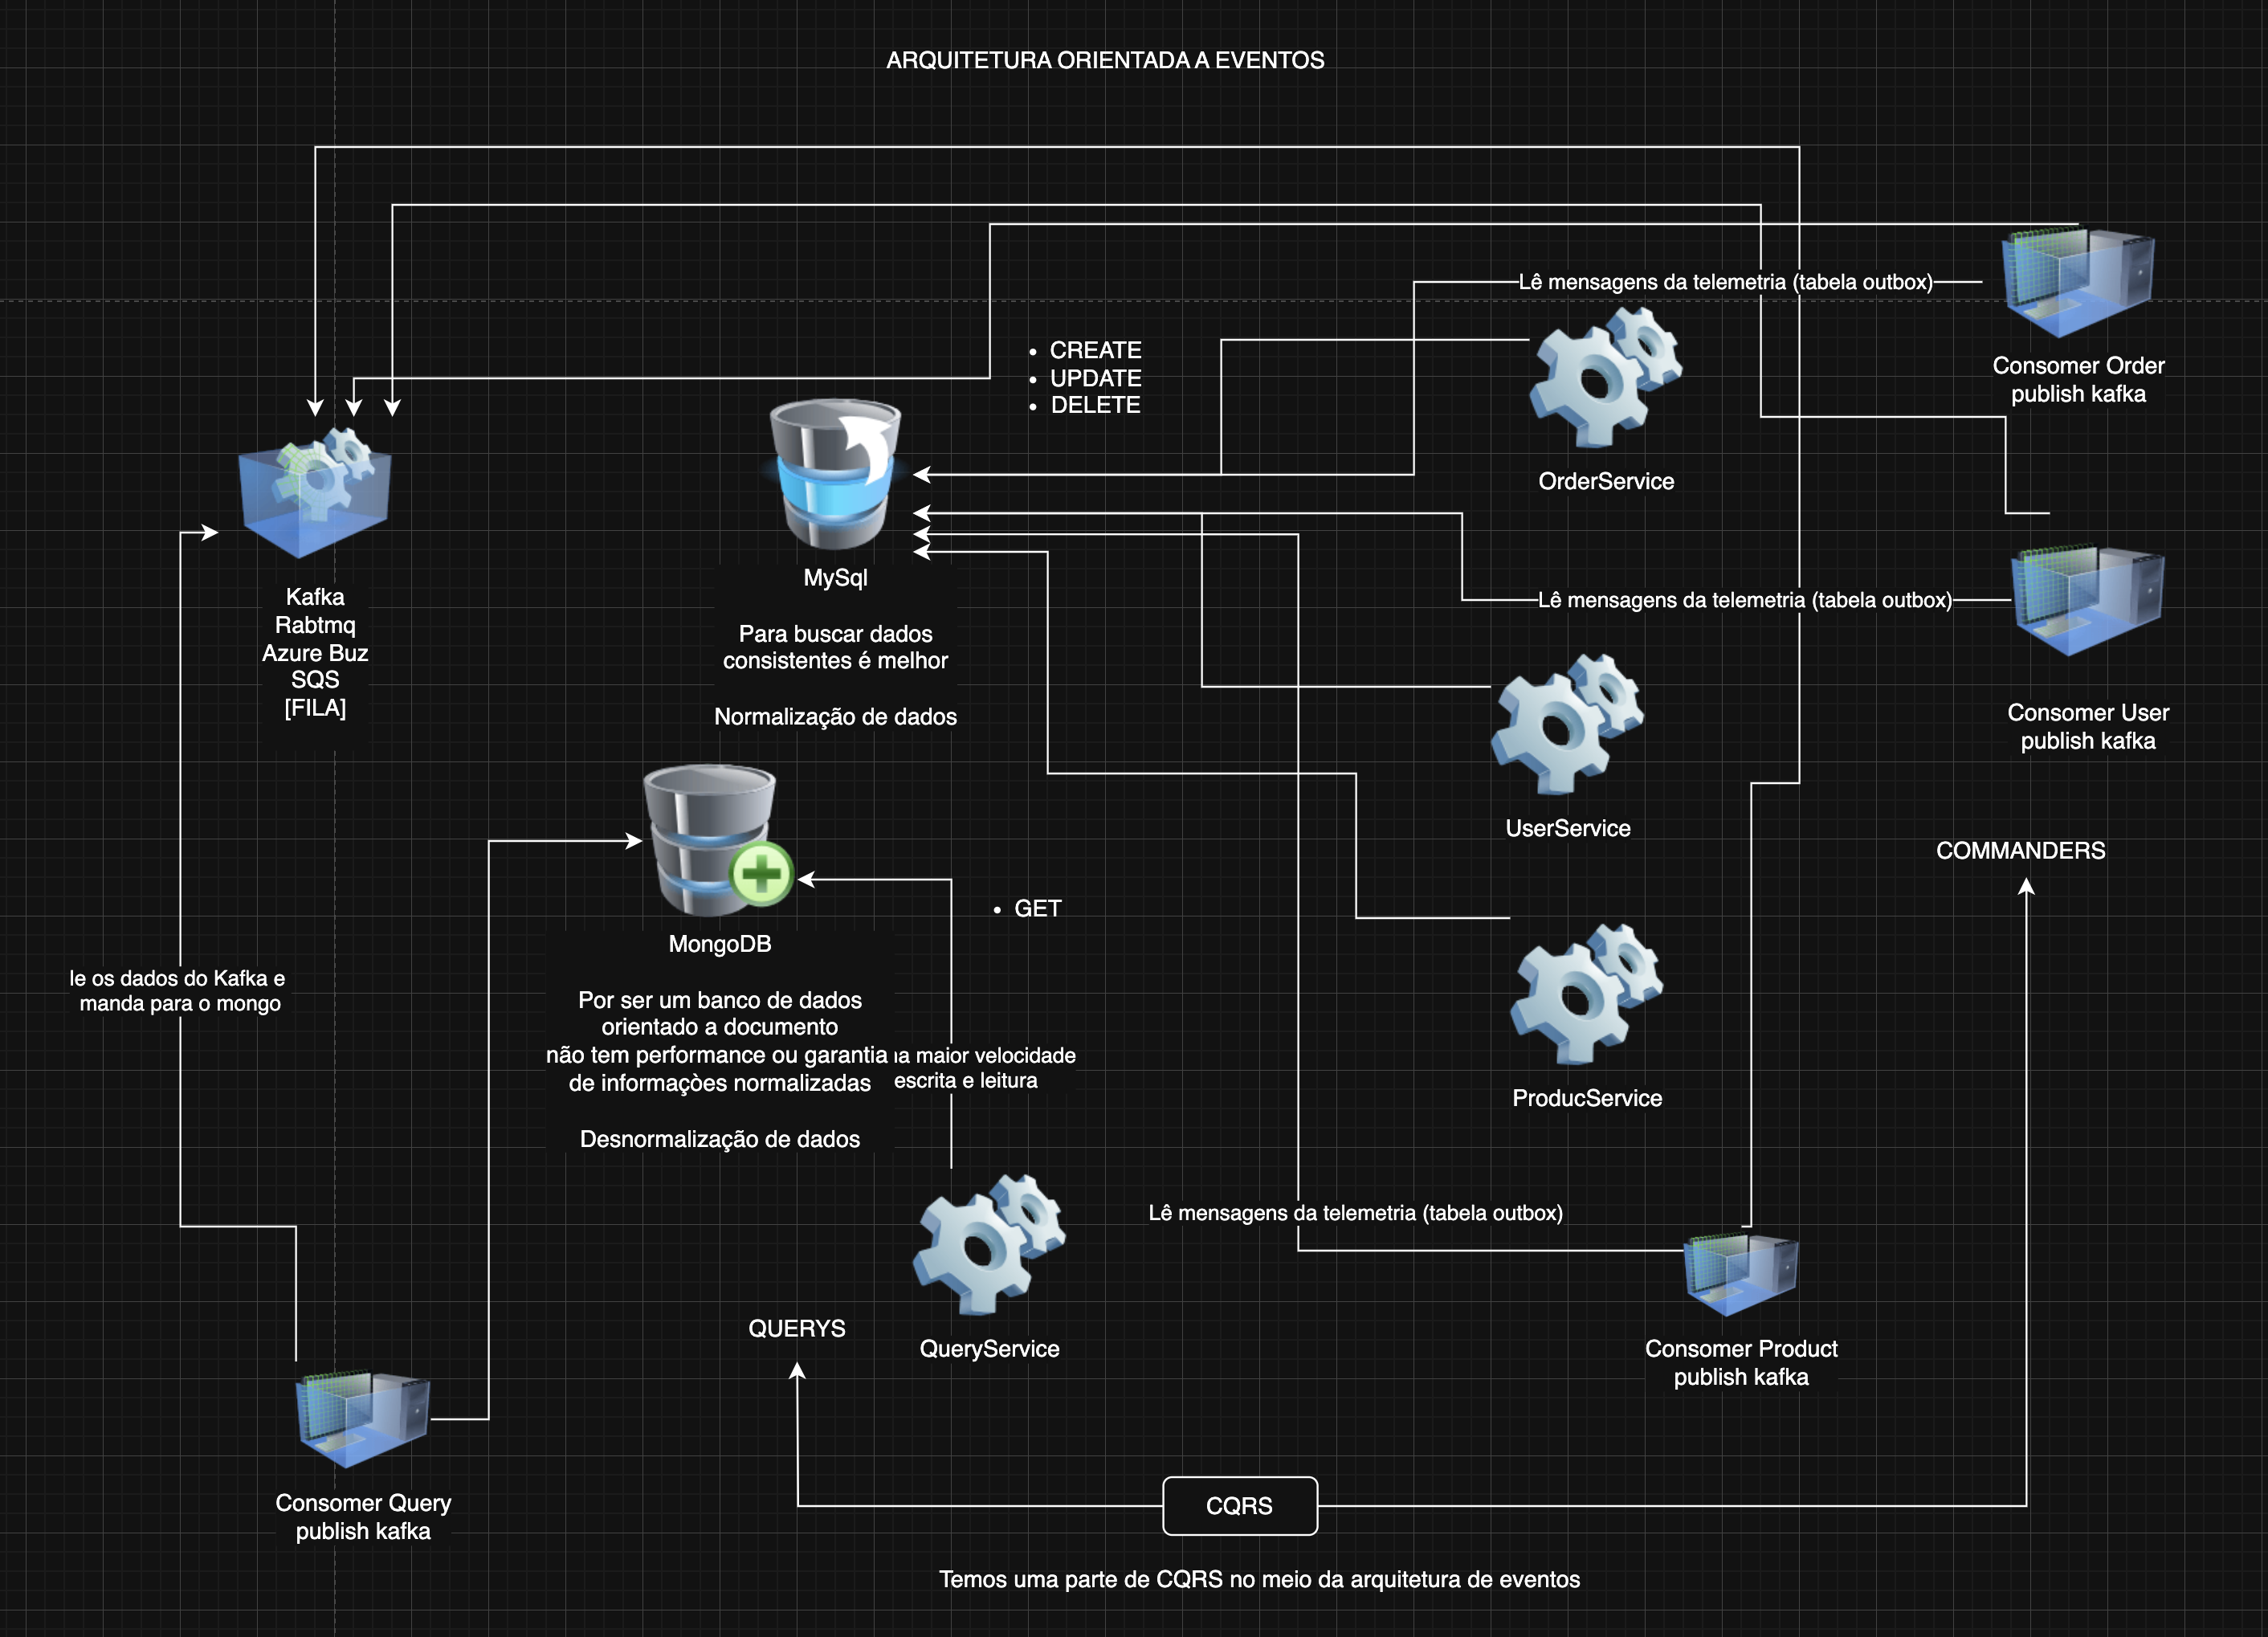 ARQUITETURA ORIENTADA A EVENTOS
Lê mensagens da telemetria (tabela outbox)
CREATE
UPDATE
DELETE
Consomer Order
publish kafka
OrderService
MySql
Para buscar dados
consistentes é melhor
Normalização de dados
Kafka
Rabtmq
Azure Buz
SQS
[FILA]
Lê mensagens da telemetria (tabela outbox)
Consomer User
publish kafka
UserService
COMMANDERS
GET
MongoDB
Por ser um banco de dados
orientado a documento
não tem performance ou garantia
de informaçòes normalizadas
Desnormalização de dados
maior velocidade
escrita e leitura
le os dados do Kafka e
manda para o mongo
ProducService
Lê mensagens da telemetria (tabela outbox)
QUERYS
QueryService
Consomer Product
publish kafka
Consomer Query
publish kafka
CQRS
Temos uma parte de CQRS no meio da arquitetura de eventos